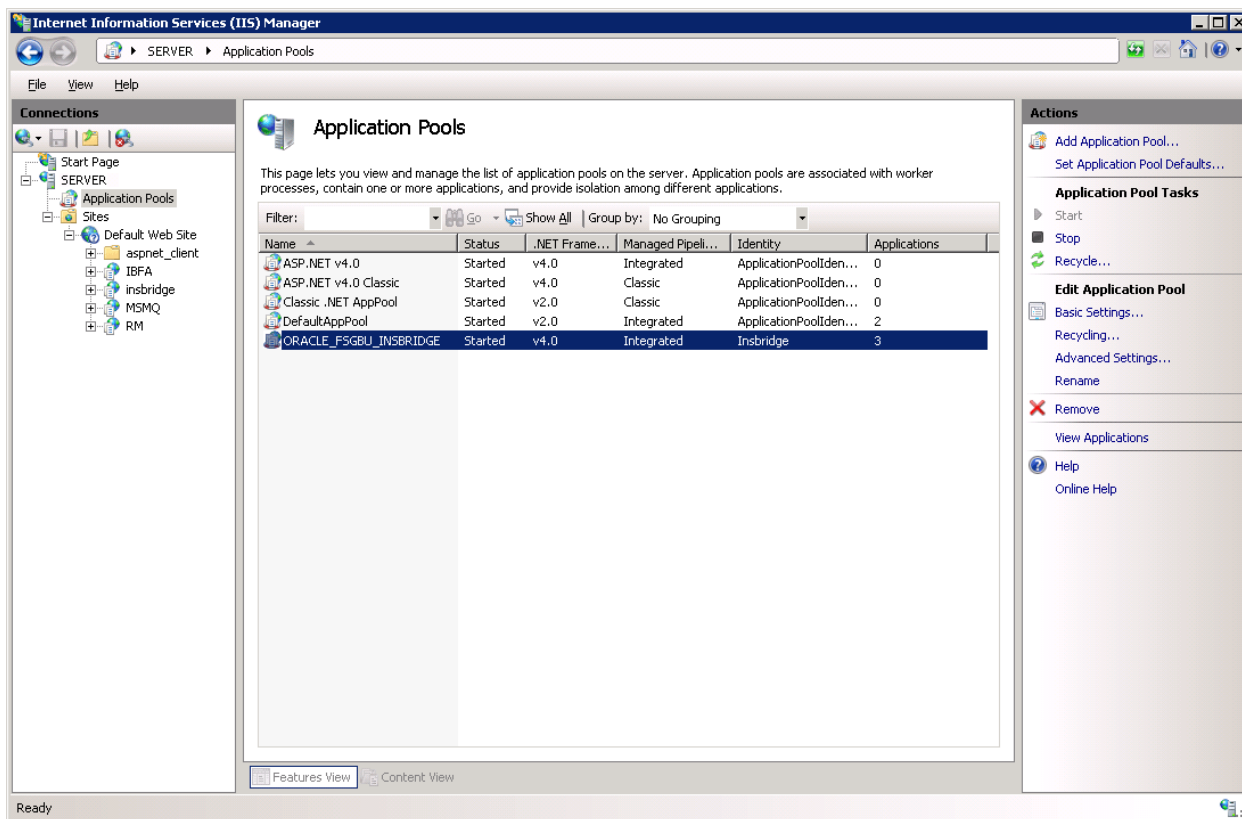 Internet Information Services (IIS) Manager
SERVER Application Pools
File View Help
Connections
Start Page
SERVER
Application Pools
Sites
Default Web Site
aspnet_client
IBFA
insbridge
MSMQ
RM
Application Pools
This page lets you view and manage the list of application pools on the server. Application pools are associated with worker
processes, contain one or more applications, and provide isolation among different applications.
Filter: Go Show All Group by: No Grouping
Name Status .NET Frame... Managed Pipeli... Identity Applications
ASP.NET v4.0 Started v4.0 Integrated ApplicationPoolIden... 0
ASP.NET v4.0 Classic Started v4.0 Classic ApplicationPoolIden... 0
Classic .NET AppPool Started v2.0 Classic ApplicationPoolIden... 0
DefaultAppPool Started v2.0 Integrated ApplicationPoolIden... 2
ORACLE_FSGBU_INSBRIDGE Started v4.0 Integrated Insbridge 3
Features View Content View
Actions
Add Application Pool...
Set Application Pool Defaults...
Application Pool Tasks
Start
Stop
Recycle...
Edit Application Pool
Basic Settings...
Recycling...
Advanced Settings...
Rename
Remove
View Applications
Help
Online Help
Ready